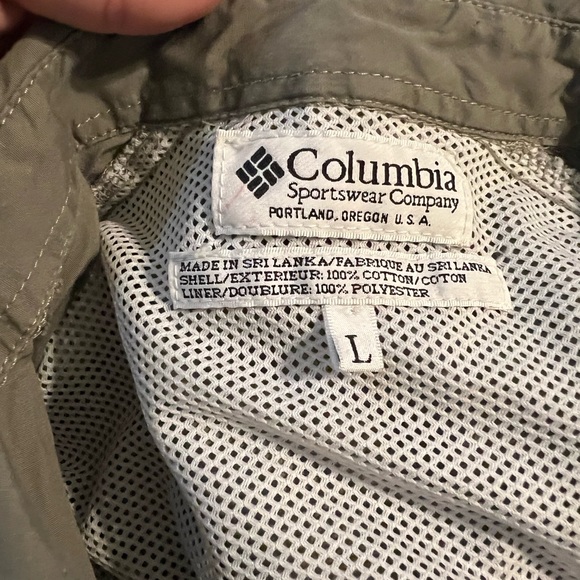 Columbia
Sportswear Company
PORTLAND, OREGON U.S.A.
MADE IN SRI LANKA/FABRIQUE AU SRI LANKA
SHELL/EXTERIEUR: 100% COTTON/COTON
LINER/DOUBLURE: 100% POLYESTER
L